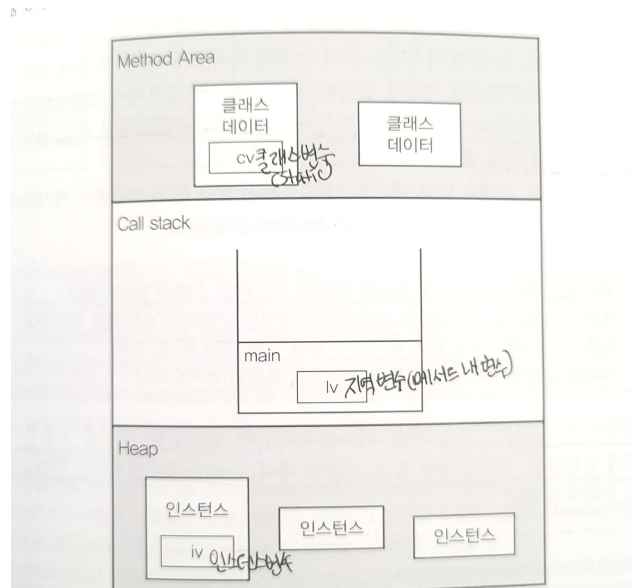 Method Area
클래스
데이터
cv 클래스변수
(static)
클래스
데이터
Call stack
main
lv 지역변수(메서드 내 변수)
Heap
인스턴스
iv 인스턴스변수
인스턴스
인스턴스